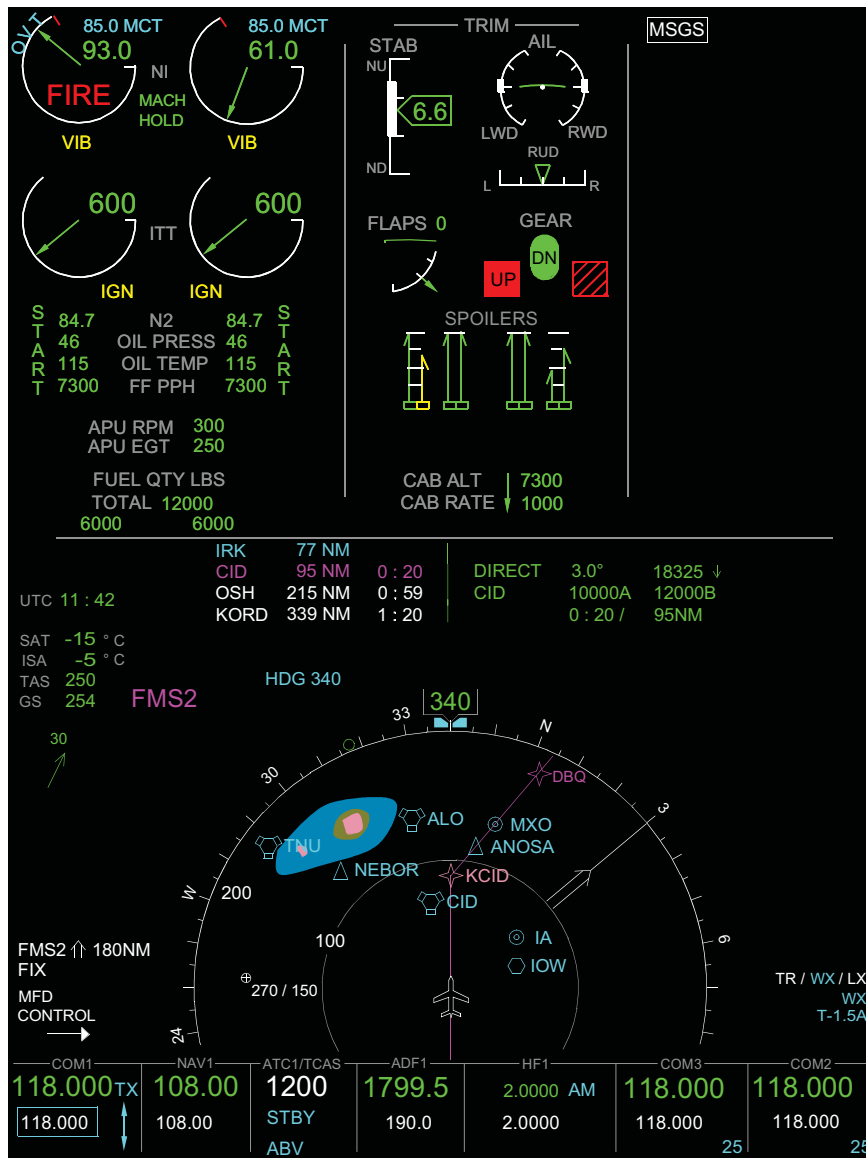 OVT
85.0 MCT
85.0 MCT
93.0
61.0
NI
FIRE
MACH
HOLD
VIB
VIB
600
600
ITT
IGN
IGN
START
START
84.7 N2 84.7
46 OIL PRESS 46
115 OIL TEMP 115
7300 FF PPH 7300
APU RPM 300
APU EGT 250
FUEL QTY LBS
TOTAL 12000
6000 6000
TRIM
STAB
NU
6.6
ND
AIL
LWD RWD
RUD
L R
FLAPS 0
GEAR
DN
UP
SPOILERS
CAB ALT 7300
CAB RATE 1000
MSGS
IRK 77 NM
CID 95 NM 0 : 20
OSH 215 NM 0 : 59
KORD 339 NM 1 : 20
DIRECT 3.0° 18325 ↓
CID 10000A 12000B
0 : 20 / 95NM
UTC 11 : 42
SAT -15 ° C
ISA -5 ° C
TAS 250
GS 254
FMS2
HDG 340
340
30
33
N
30
3
DBQ
ALO
MXO
TNU
ANOSA
NEBOR
KCID
W
200
CID
100
IA
6
IOW
FMS2 ⇑ 180NM
FIX
270 / 150
TR / WX / LX
WX
T-1.5A
MFD
CONTROL
24
COM1 NAV1 ATC1/TCAS ADF1 HF1 COM3 COM2
118.000 TX 108.00 1200 1799.5 2.0000 AM 118.000 118.000
118.000 108.00 STBY 190.0 2.0000 118.000 118.000
ABV 25 25